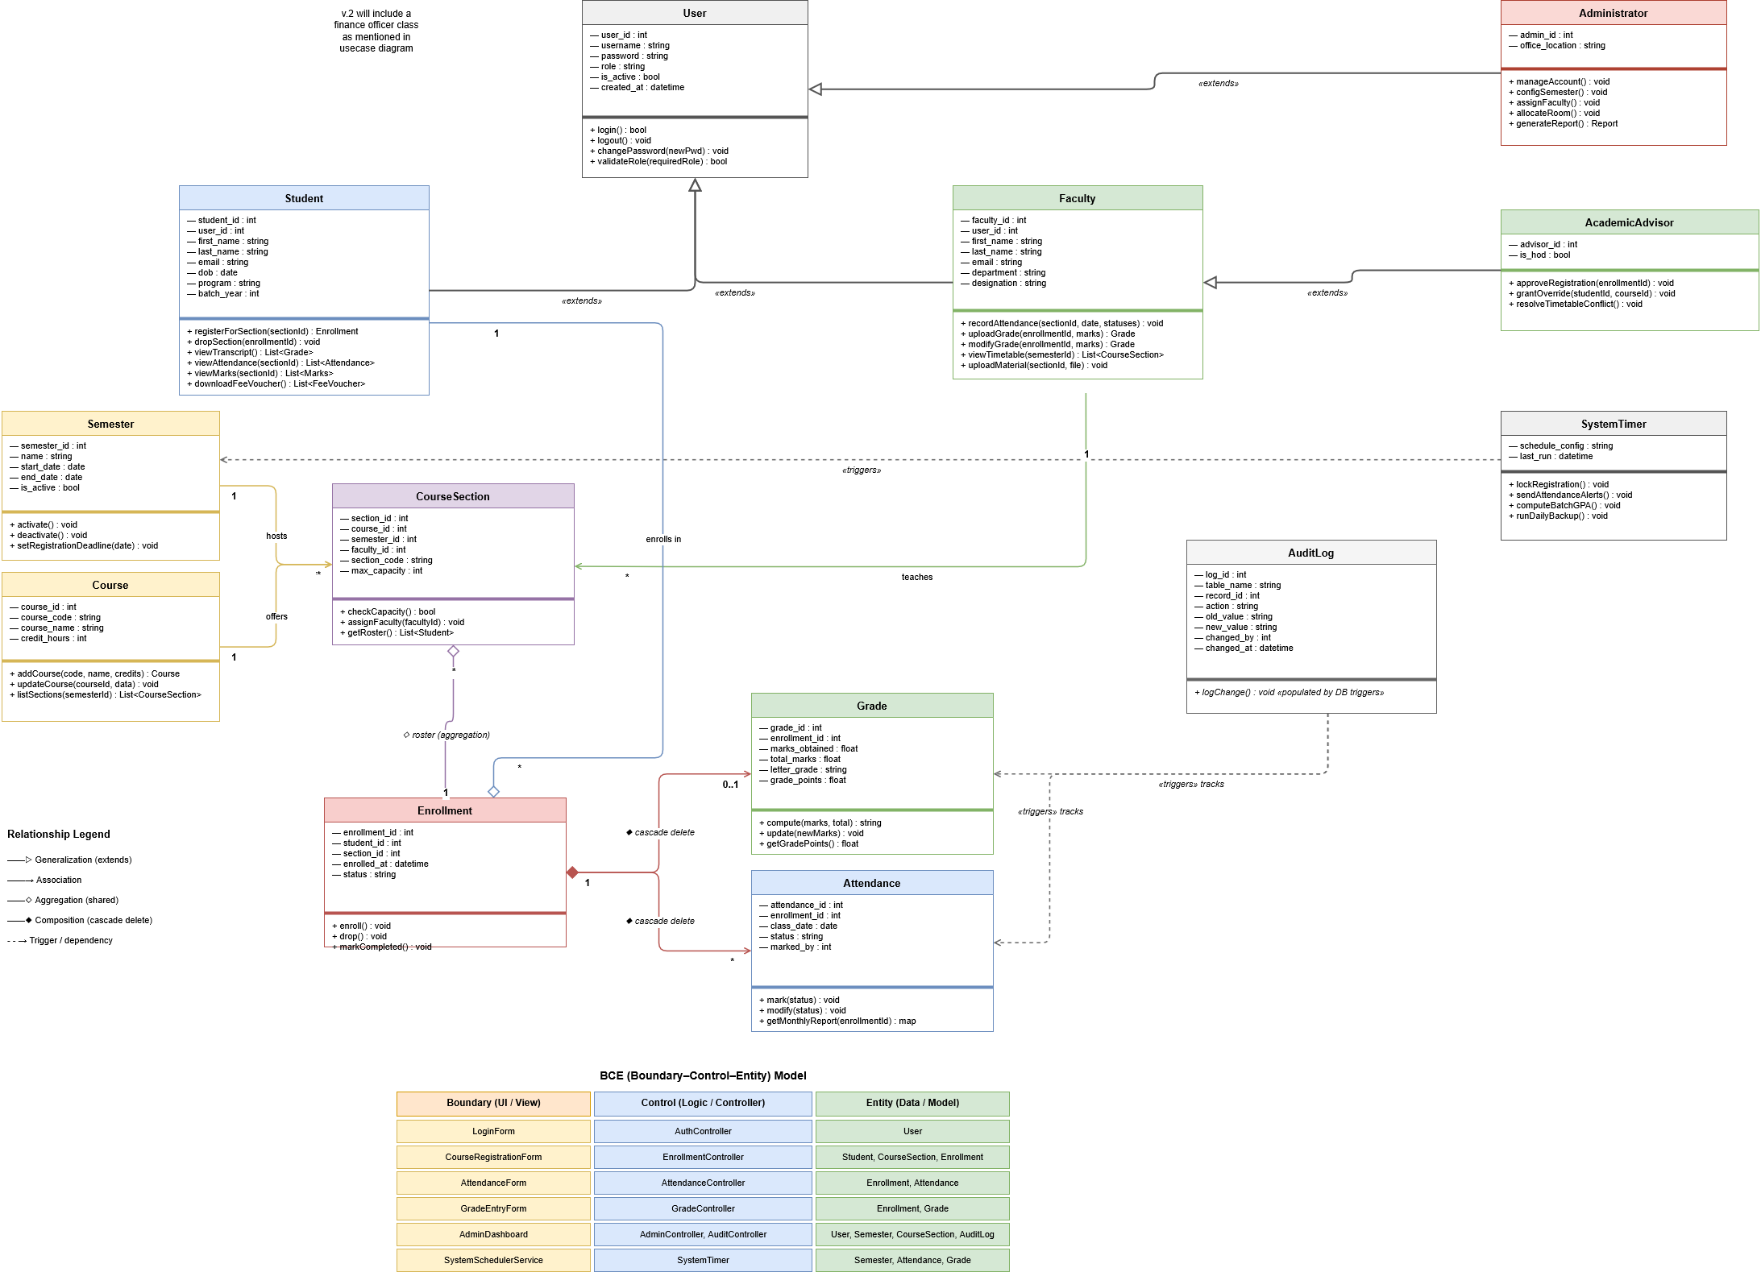 v.2 will include a
finance officer class
as mentioned in
usecase diagram
User
— user_id : int
— username : string
— password : string
— role : string
— is_active : bool
— created_at : datetime
+ login() : bool
+ logout() : void
+ changePassword(newPwd) : void
+ validateRole(requiredRole) : bool
Administrator
— admin_id : int
— office_location : string
+ manageAccount() : void
+ configSemester() : void
+ assignFaculty() : void
+ allocateRoom() : void
+ generateReport() : Report
«extends»
Student
— student_id : int
— user_id : int
— first_name : string
— last_name : string
— email : string
— dob : date
— program : string
— batch_year : int
+ registerForSection(sectionId) : Enrollment
+ dropSection(enrollmentId) : void
+ viewTranscript() : List<Grade>
+ viewAttendance(sectionId) : List<Attendance>
+ viewMarks(sectionId) : List<Marks>
+ downloadFeeVoucher() : List<FeeVoucher>
«extends»
«extends»
Faculty
— faculty_id : int
— user_id : int
— first_name : string
— last_name : string
— email : string
— department : string
— designation : string
+ recordAttendance(sectionId, date, statuses) : void
+ uploadGrade(enrollmentId, marks) : Grade
+ modifyGrade(enrollmentId, marks) : Grade
+ viewTimetable(semesterId) : List<CourseSection>
+ uploadMaterial(sectionId, file) : void
«extends»
AcademicAdvisor
— advisor_id : int
— is_hod : bool
+ approveRegistration(enrollmentId) : void
+ grantOverride(studentId, courseId) : void
+ resolveTimetableConflict() : void
1
Semester
— semester_id : int
— name : string
— start_date : date
— end_date : date
— is_active : bool
+ activate() : void
+ deactivate() : void
+ setRegistrationDeadline(date) : void
«triggers»
1
SystemTimer
— schedule_config : string
— last_run : datetime
+ lockRegistration() : void
+ sendAttendanceAlerts() : void
+ computeBatchGPA() : void
+ runDailyBackup() : void
1
hosts
*
offers
1
Course
— course_id : int
— course_code : string
— course_name : string
— credit_hours : int
+ addCourse(code, name, credits) : Course
+ updateCourse(courseId, data) : void
+ listSections(semesterId) : List<CourseSection>
CourseSection
— section_id : int
— course_id : int
— semester_id : int
— faculty_id : int
— section_code : string
— max_capacity : int
+ checkCapacity() : bool
+ assignFaculty(facultyId) : void
+ getRoster() : List<Student>
enrolls in
*
teaches
AuditLog
— log_id : int
— table_name : string
— record_id : int
— action : string
— old_value : string
— new_value : string
— changed_by : int
— changed_at : datetime
+ logChange() : void «populated by DB triggers»
*
◇ roster (aggregation)
1
*
Enrollment
— enrollment_id : int
— student_id : int
— section_id : int
— enrolled_at : datetime
— status : string
+ enroll() : void
+ drop() : void
+ markCompleted() : void
1
◆ cascade delete
◆ cascade delete
0..1
*
Grade
— grade_id : int
— enrollment_id : int
— marks_obtained : float
— total_marks : float
— letter_grade : string
— grade_points : float
+ compute(marks, total) : string
+ update(newMarks) : void
+ getGradePoints() : float
«triggers» tracks
«triggers» tracks
Attendance
— attendance_id : int
— enrollment_id : int
— class_date : date
— status : string
— marked_by : int
+ mark(status) : void
+ modify(status) : void
+ getMonthlyReport(enrollmentId) : map
Relationship Legend
——▷ Generalization (extends)
——→ Association
——◇ Aggregation (shared)
——◆ Composition (cascade delete)
- - → Trigger / dependency
BCE (Boundary–Control–Entity) Model
Boundary (UI / View) Control (Logic / Controller) Entity (Data / Model)
LoginForm AuthController User
CourseRegistrationForm EnrollmentController Student, CourseSection, Enrollment
AttendanceForm AttendanceController Enrollment, Attendance
GradeEntryForm GradeController Enrollment, Grade
AdminDashboard AdminController, AuditController User, Semester, CourseSection, AuditLog
SystemSchedulerService SystemTimer Semester, Attendance, Grade